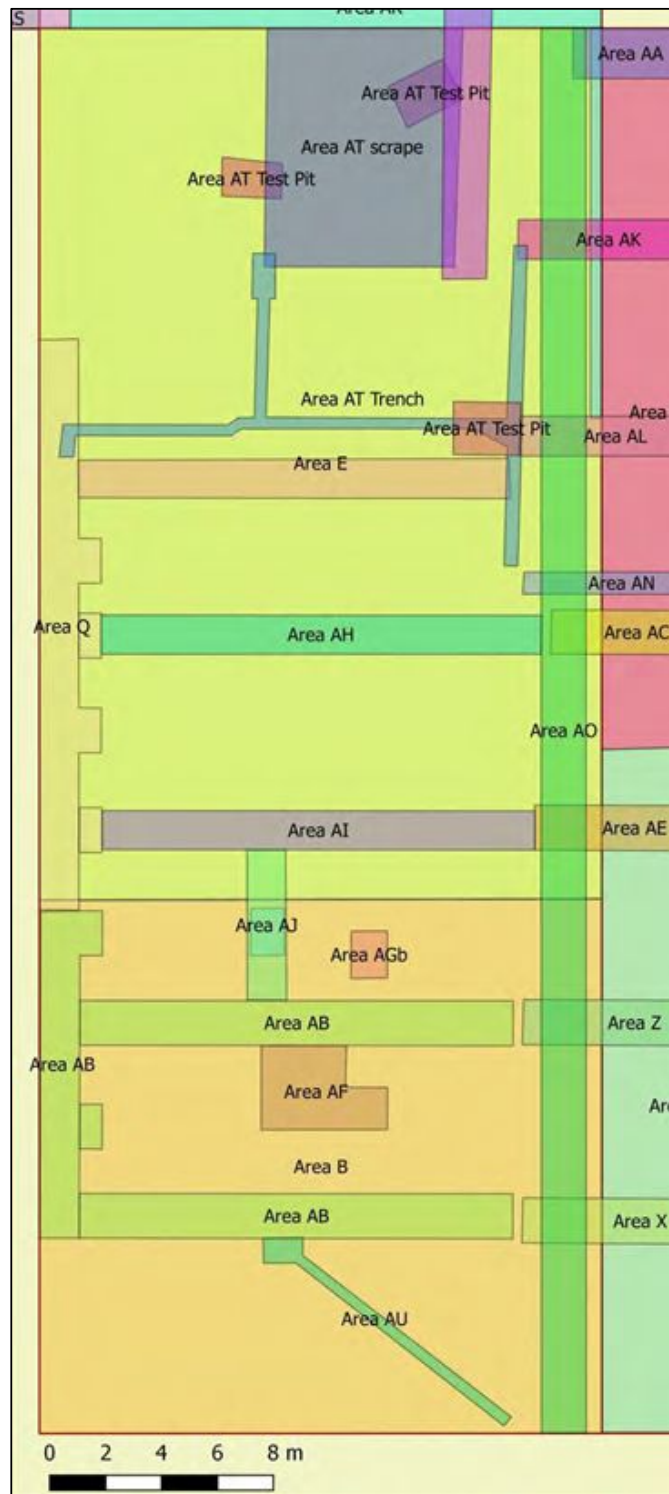 S
Area AA
Area AT Test Pit
Area AT scrape
Area AT Test Pit
Area AK
Area AT Trench
Area
Area AT Test Pit
Area AL
Area E
Area AN
Area Q
Area AH
Area AC
Area AO
Area AI
Area AE
Area AJ
Area AGb
Area AB
Area Z
Area AB
Area AF
Area B
Area AB
Area X
Area AU
0 2 4 6 8 m